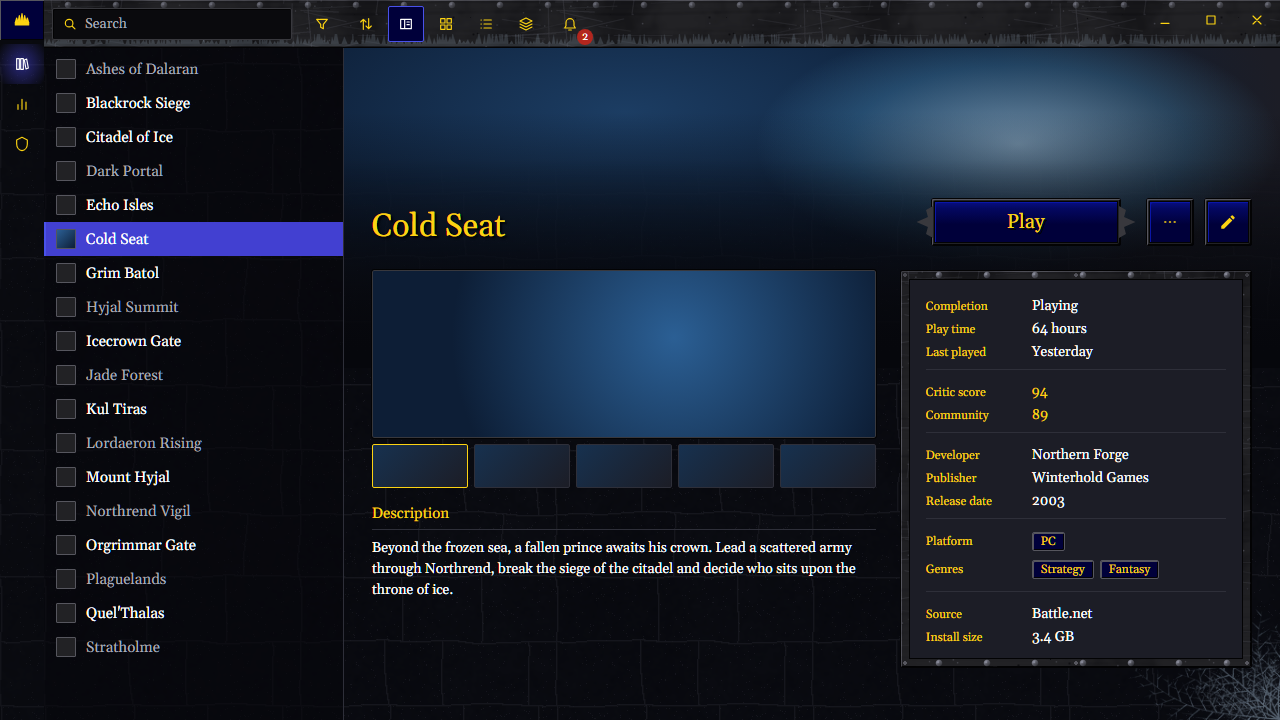 Search
2
Ashes of Dalaran
Blackrock Siege
Citadel of Ice
Dark Portal
Echo Isles
Cold Seat
Grim Batol
Hyjal Summit
Icecrown Gate
Jade Forest
Kul Tiras
Lordaeron Rising
Mount Hyjal
Northrend Vigil
Orgrimmar Gate
Plaguelands
Quel'Thalas
Stratholme
Cold Seat
Play
Description
Beyond the frozen sea, a fallen prince awaits his crown. Lead a scattered army
through Northrend, break the siege of the citadel and decide who sits upon the
throne of ice.
Completion Playing
Play time 64 hours
Last played Yesterday
Critic score 94
Community 89
Developer Northern Forge
Publisher Winterhold Games
Release date 2003
Platform PC
Genres Strategy Fantasy
Source Battle.net
Install size 3.4 GB